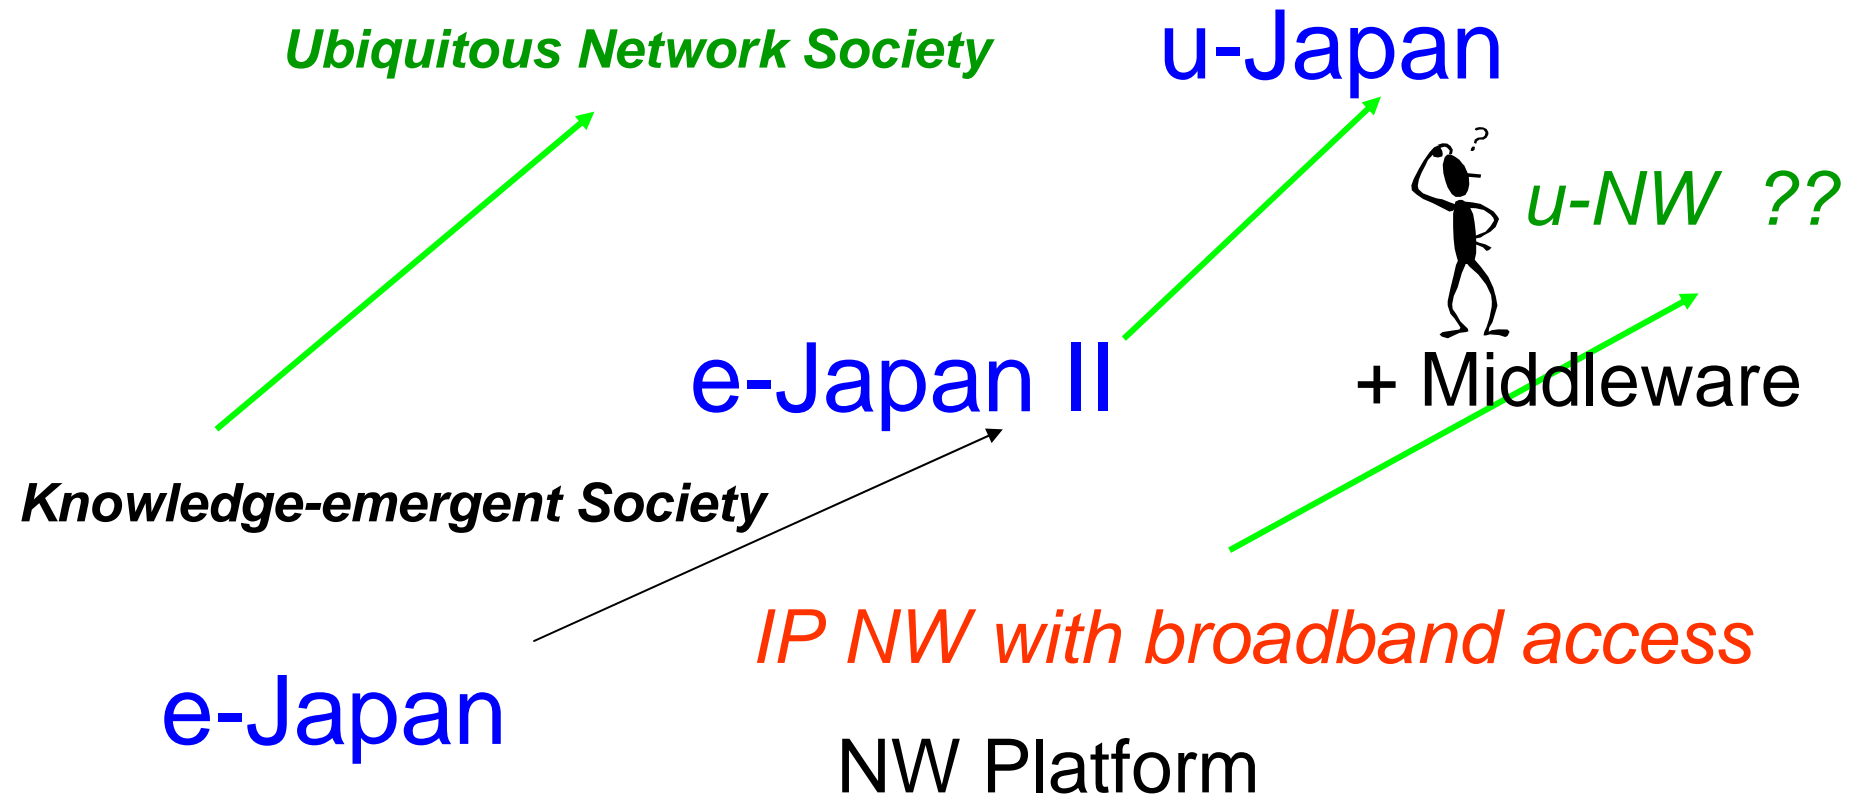 Ubiquitous Network Society
u-Japan
?
u-NW ??
e-Japan II
+ Middleware
Knowledge-emergent Society
IP NW with broadband access
e-Japan
NW Platform